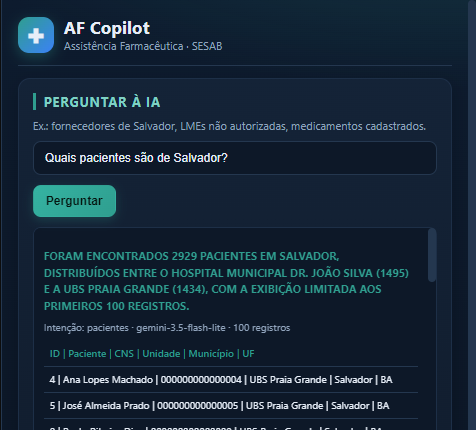 AF Copilot
Assistência Farmacêutica · SESAB
PERGUNTAR À IA
Ex.: fornecedores de Salvador, LMEs não autorizadas, medicamentos cadastrados.
Quais pacientes são de Salvador?
Perguntar
FORAM ENCONTRADOS 2929 PACIENTES EM SALVADOR,
DISTRIBUÍDOS ENTRE O HOSPITAL MUNICIPAL DR. JOÃO SILVA (1495)
E A UBS PRAIA GRANDE (1434), COM A EXIBIÇÃO LIMITADA AOS
PRIMEIROS 100 REGISTROS.
Intenção: pacientes · gemini-3.5-flash-lite · 100 registros
ID | Paciente | CNS | Unidade | Município | UF
4 | Ana Lopes Machado | 000000000000004 | UBS Praia Grande | Salvador | BA
5 | José Almeida Prado | 000000000000005 | UBS Praia Grande | Salvador | BA